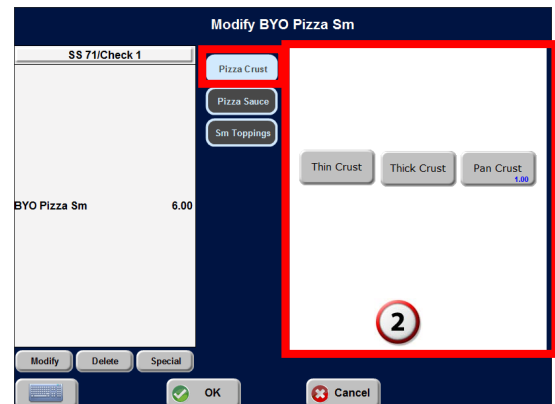 Modify BYO Pizza Sm
SS 71/Check 1
BYO Pizza Sm 6.00
Modify Delete Special
Pizza Crust
Pizza Sauce
Sm Toppings
Thin Crust Thick Crust Pan Crust
1.00
2
OK Cancel